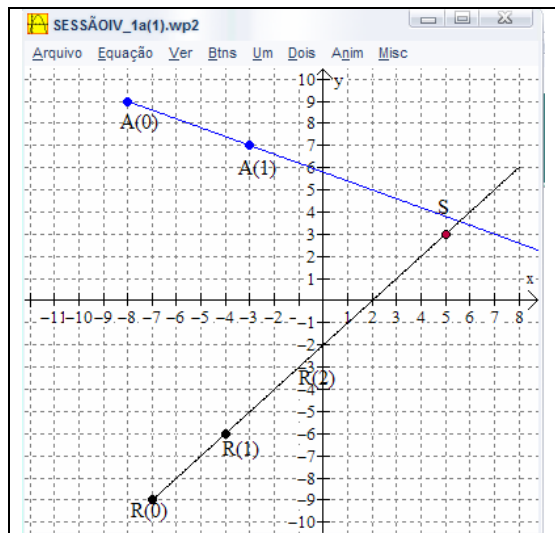 SESSÃOIV_1a(1).wp2
Arquivo Equação Ver Btns Um Dois Anim Misc
10 y
9
A(0)
8
7
A(1)
6
5
4
S
3
2
1
x
-11 -10 -9 -8 -7 -6 -5 -4 -3 -2 -1 1 2 3 4 5 6 7 8
-1
-2
-3
R(2)
-4
-5
-6
R(1)
-7
-8
-9
R(0)
-10